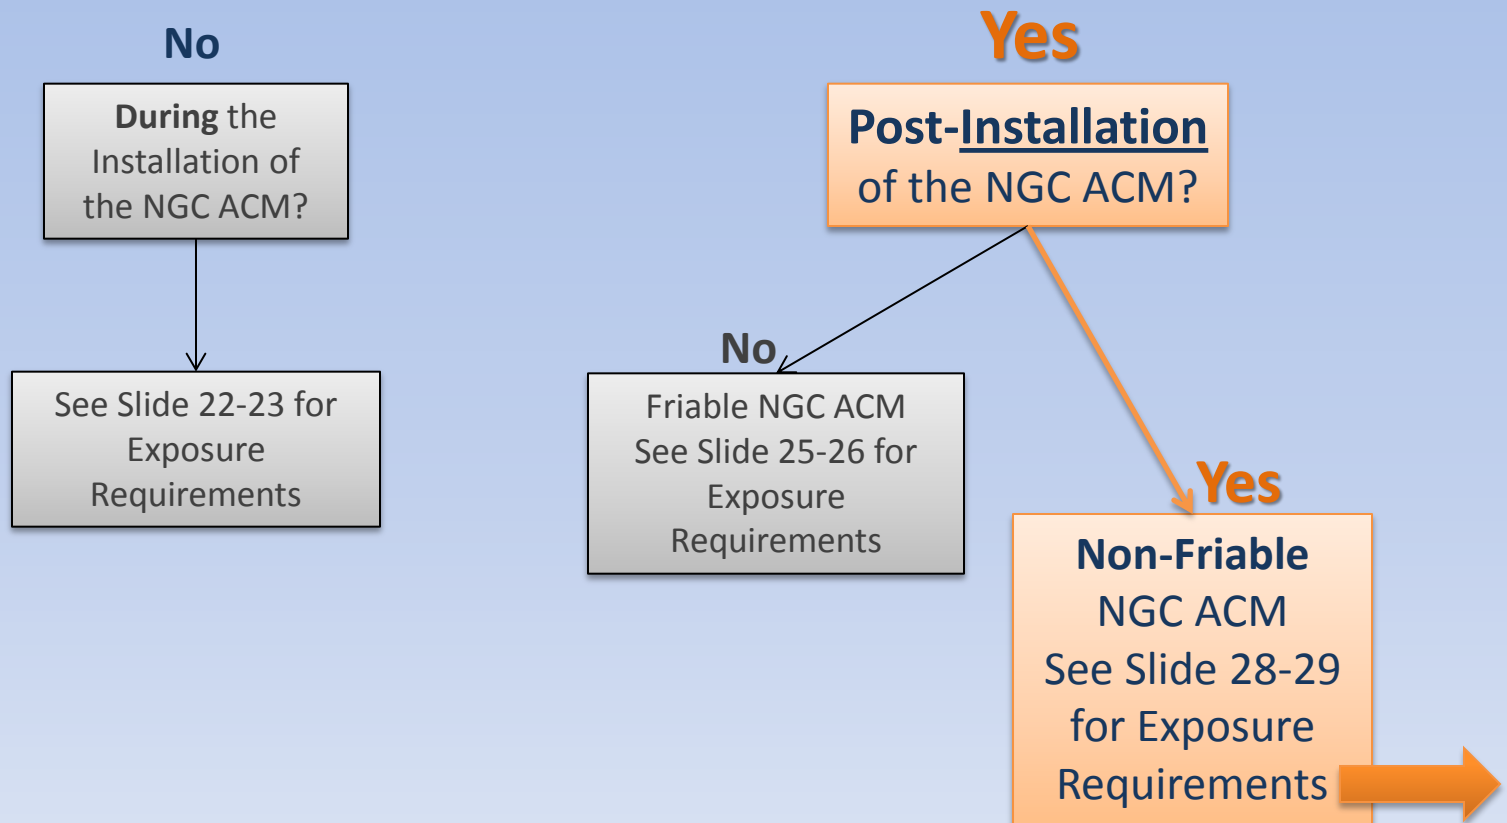 No
During the
Installation of
the NGC ACM?
See Slide 22-23 for
Exposure
Requirements
Yes
Post-Installation
of the NGC ACM?
No
Friable NGC ACM
See Slide 25-26 for
Exposure
Requirements
Yes
Non-Friable
NGC ACM
See Slide 28-29
for Exposure
Requirements